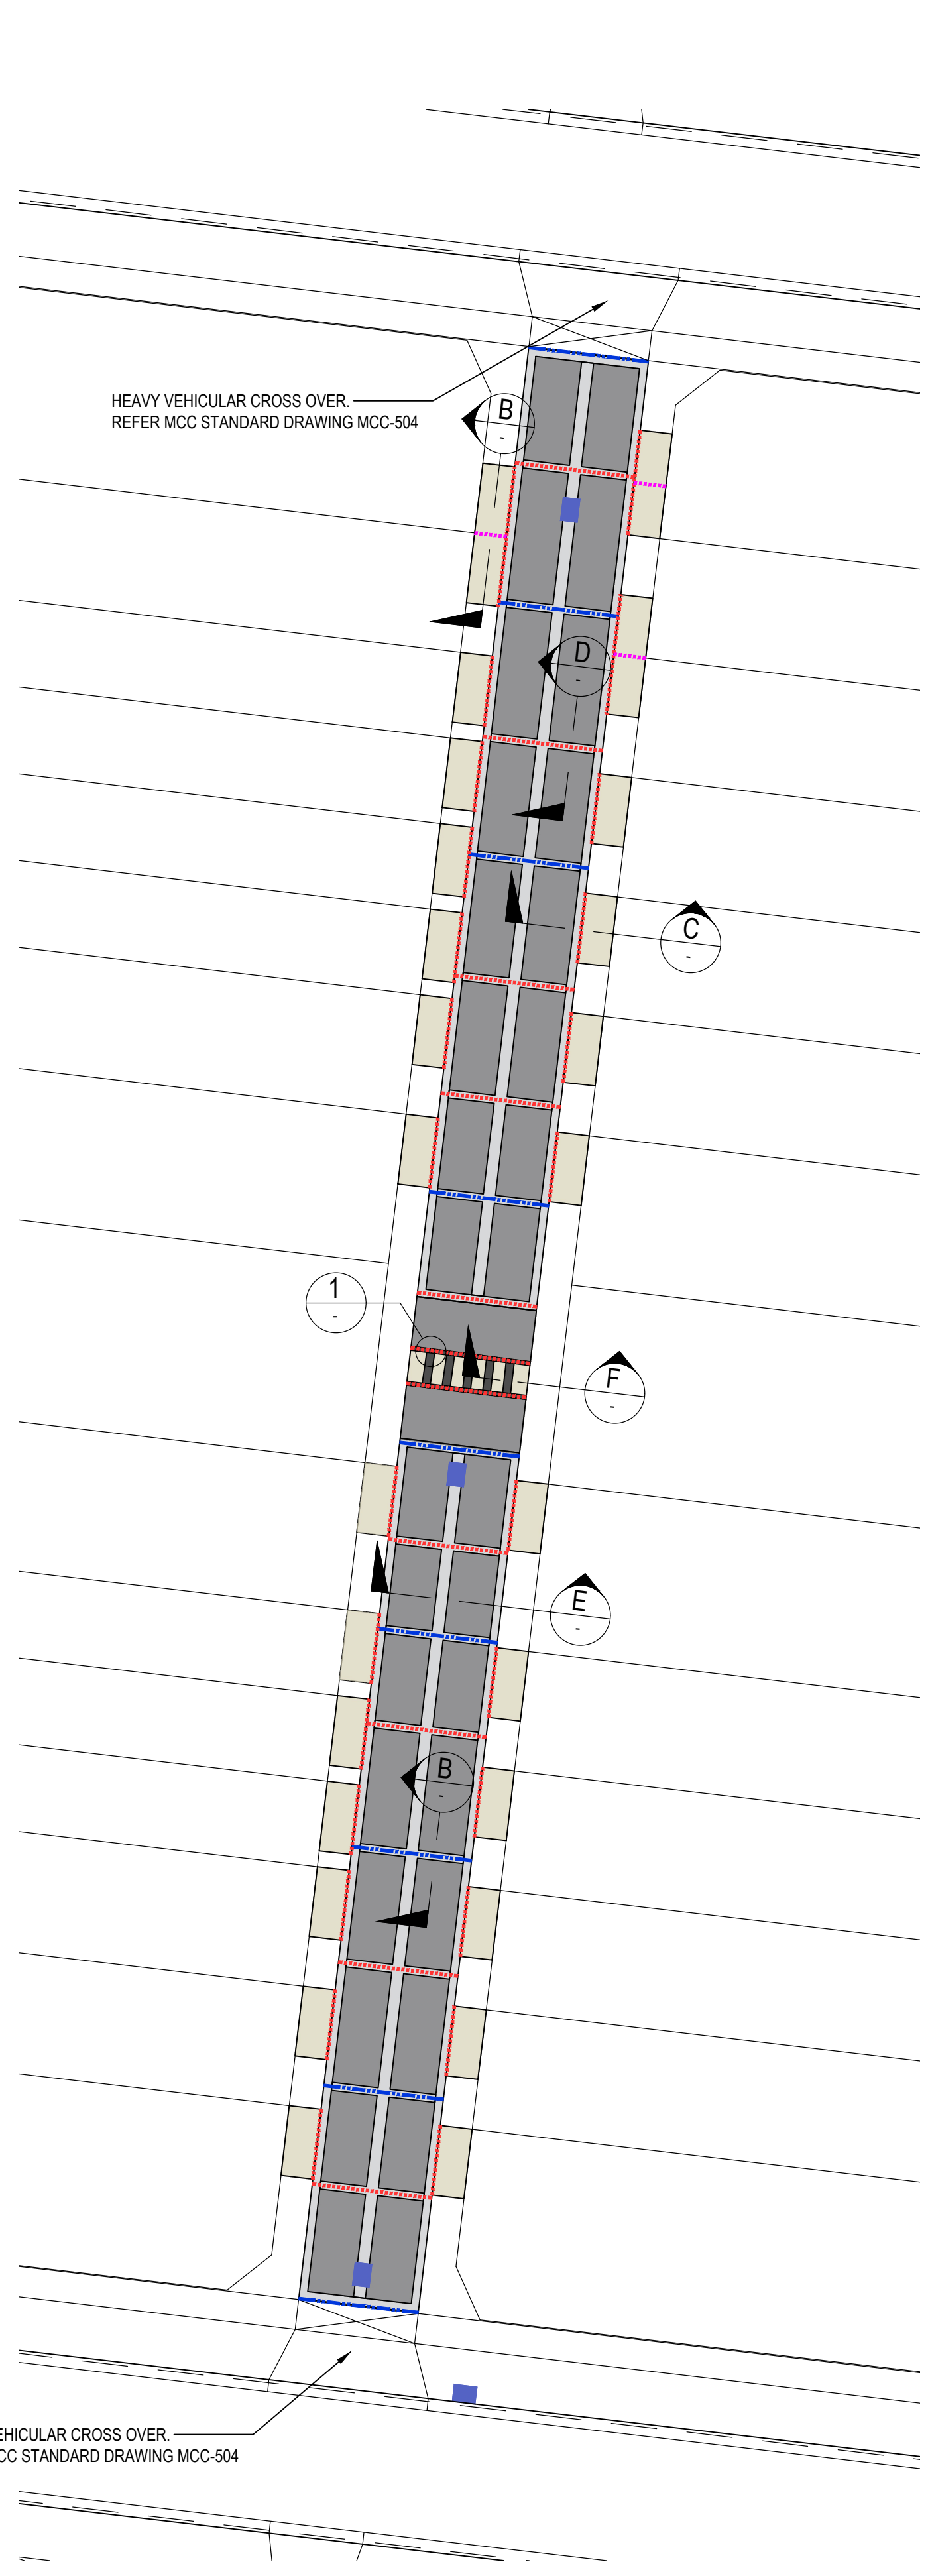 HEAVY VEHICULAR CROSS OVER.
REFER MCC STANDARD DRAWING MCC-504
B
-
D
-
C
-
1
-
F
-
E
-
B
-
EHICULAR CROSS OVER.
CC STANDARD DRAWING MCC-504